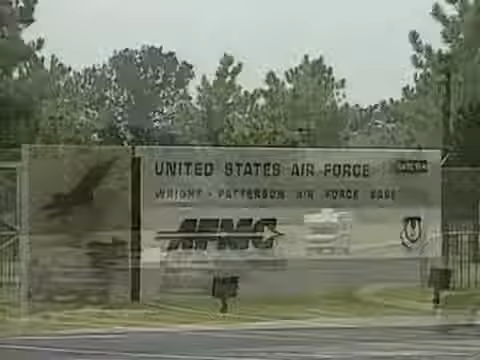 UNITED STATES AIR FORCE
WRIGHT-PATTERSON AIR FORCE BASE
AFMC